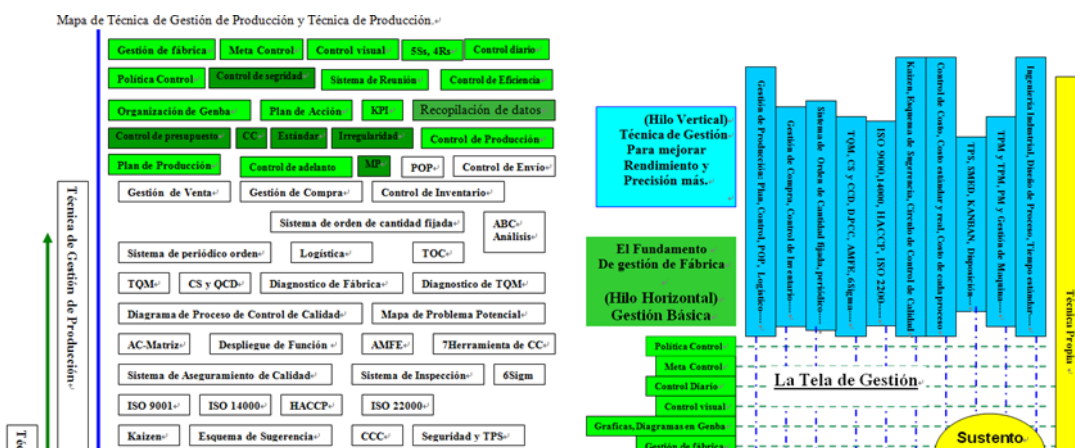 Mapa de Técnica de Gestión de Producción y Técnica de Producción.
Gestión de fábrica Meta Control Control visual 5Ss, 4Rs Control diario
Política Control Control de segridad Sistema de Reunión Control de Eficiencia
Organización de Genba Plan de Acción KPI Recopilación de datos
Control de presupuesto CC Estándar Irregularidad Control de Producción
Plan de Producción Control de adelanto MP POP Control de Envío
Gestión de Venta Gestión de Compra Control de Inventario
Sistema de orden de cantidad fijada ABC
Análisis
Sistema de periódico orden Logística TOC
TQM CS y QCD Diagnostico de Fábrica Diagnostico de TQM
Diagrama de Proceso de Control de Calidad Mapa de Problema Potencial
AC-Matriz Despliegue de Función AMFE 7Herramienta de CC
Sistema de Aseguramiento de Calidad Sistema de Inspección 6Sigm
ISO 9001 ISO 14000 HACCP ISO 22000
Kaizen Esquema de Sugerencia CCC Seguridad y TPS
Técnica de Gestión de Producción
Té
(Hilo Vertical)
Técnica de Gestión
Para mejorar
Rendimiento y
Precisión más.
El Fundamento
De gestión de Fábrica
(Hilo Horizontal)
Gestión Básica
Gestión de Producción: Plan, Control, POP, Logístico----
Gestión de Compra, Control de Inventario----
Sistema de Orden de Cantidad fijada, periódico----
TQM, CS y CCD, D,PCC, AMFE, 6Sigma----
ISO 9000,14000, HACCP, ISO 2200----
Kaizen, Esquema de Sugerencia, Circulo de Control de Calidad
Control de Costo, Costo estándar y real, Costo de cada proceso
TPS, SMED, KANBAN, Disposición----
TPM y TPM, PM y Gestión de Maquina----
Ingeniería Industrial, Diseño de Proceso, Tiempo estándar----
Técnica Propia
Política Control
Meta Control
Control Diario
Control visual
Graficas, Diagramas en Genba
Gestión de fábrica
La Tela de Gestión
Sustento